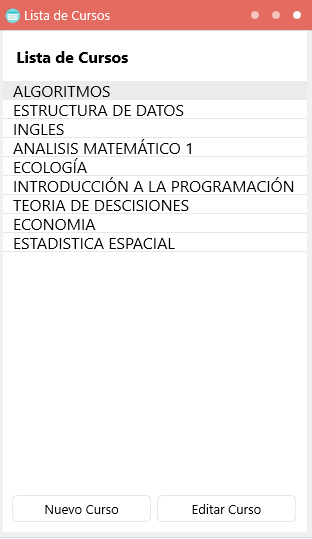 Lista de Cursos
Lista de Cursos
ALGORITMOS
ESTRUCTURA DE DATOS
INGLES
ANALISIS MATEMÁTICO 1
ECOLOGÍA
INTRODUCCIÓN A LA PROGRAMACIÓN
TEORIA DE DESCISIONES
ECONOMIA
ESTADISTICA ESPACIAL
Nuevo Curso Editar Curso